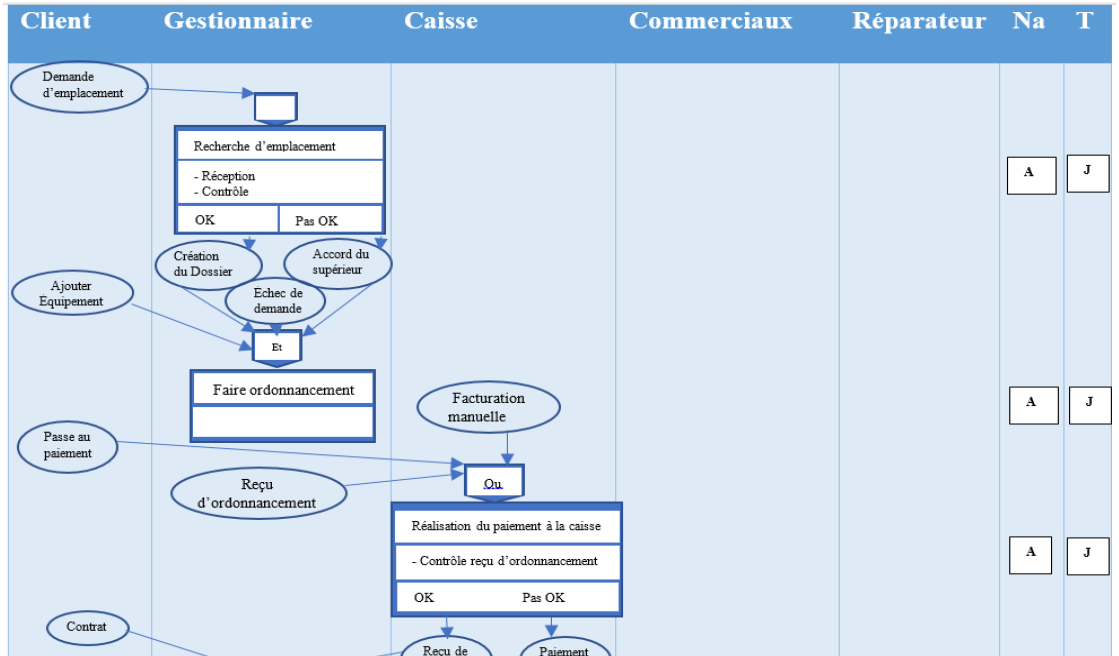 Client Gestionnaire Caisse Commerciaux Réparateur Na T
Demande
d’emplacement
Recherche d’emplacement
- Réception
- Contrôle
OK Pas OK
A J
Création
du Dossier
Accord du
supérieur
Ajouter
Équipement
Échec de
demande
Et
Faire ordonnancement
A J
Facturation
manuelle
Passe au
paiement
Reçu
d’ordonnancement
Ou
Réalisation du paiement à la caisse
- Contrôle reçu d’ordonnancement
OK Pas OK
A J
Contrat
Reçu de
Paiement